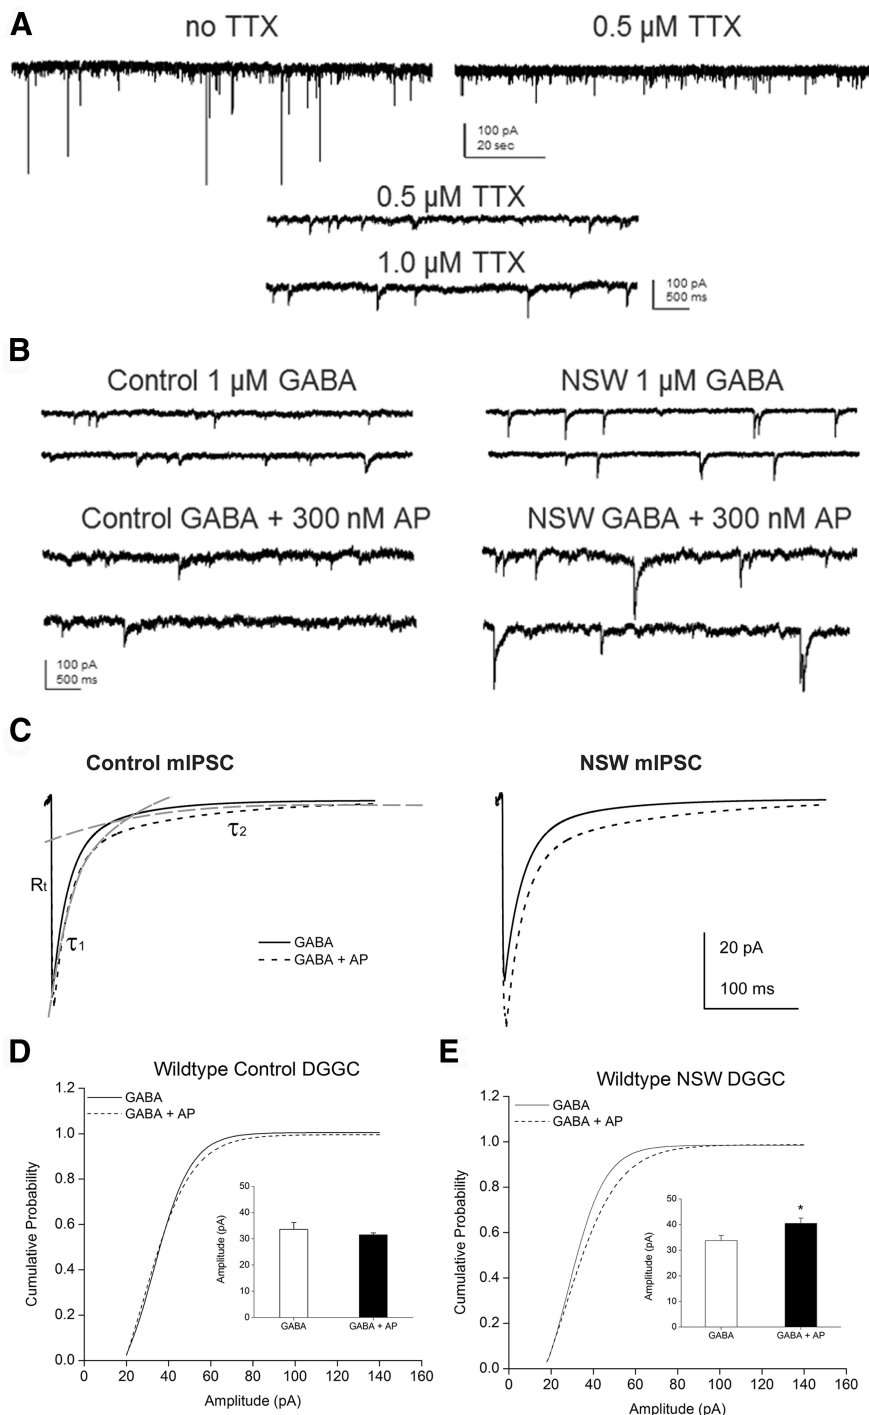 A
no TTX
0.5 µM TTX
100 pA
20 sec
0.5 µM TTX
1.0 µM TTX
100 pA
500 ms
B
Control 1 µM GABA
NSW 1 µM GABA
Control GABA + 300 nM AP
NSW GABA + 300 nM AP
100 pA
500 ms
C
Control mIPSC
NSW mIPSC
Rt
τ1
τ2
GABA
GABA + AP
20 pA
100 ms
D
Wildtype Control DGGC
GABA
GABA + AP
Cumulative Probability
1.2
1.0
0.8
0.6
0.4
0.2
0.0
0 20 40 60 80 100 120 140 160
Amplitude (pA)
Amplitude (pA)
50
40
30
20
10
0
GABA GABA + AP
E
Wildtype NSW DGGC
GABA
GABA + AP
Cumulative Probability
1.2
1.0
0.8
0.6
0.4
0.2
0.0
0 20 40 60 80 100 120 140 160
Amplitude (pA)
Amplitude (pA)
50
40
30
20
10
0
*
GABA GABA + AP